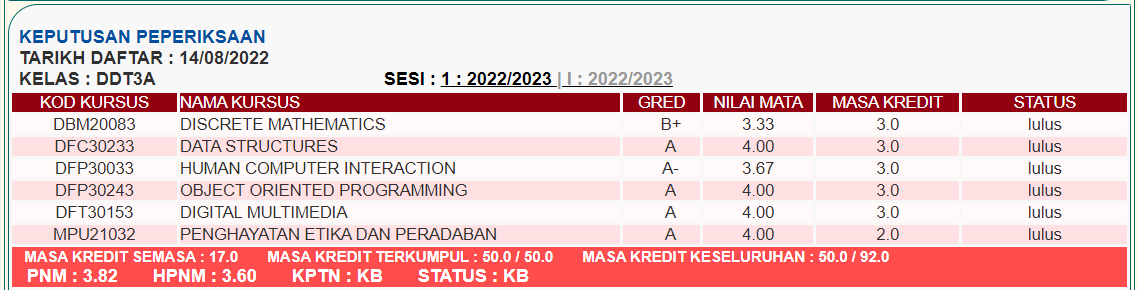 KEPUTUSAN PEPERIKSAAN
TARIKH DAFTAR : 14/08/2022
KELAS : DDT3A SESI : 1 : 2022/2023 | I : 2022/2023
KOD KURSUS NAMA KURSUS GRED NILAI MATA MASA KREDIT STATUS
DBM20083 DISCRETE MATHEMATICS B+ 3.33 3.0 lulus
DFC30233 DATA STRUCTURES A 4.00 3.0 lulus
DFP30033 HUMAN COMPUTER INTERACTION A- 3.67 3.0 lulus
DFP30243 OBJECT ORIENTED PROGRAMMING A 4.00 3.0 lulus
DFT30153 DIGITAL MULTIMEDIA A 4.00 3.0 lulus
MPU21032 PENGHAYATAN ETIKA DAN PERADABAN A 4.00 2.0 lulus
MASA KREDIT SEMASA : 17.0 MASA KREDIT TERKUMPUL : 50.0 / 50.0 MASA KREDIT KESELURUHAN : 50.0 / 92.0
PNM : 3.82 HPNM : 3.60 KPTN : KB STATUS : KB